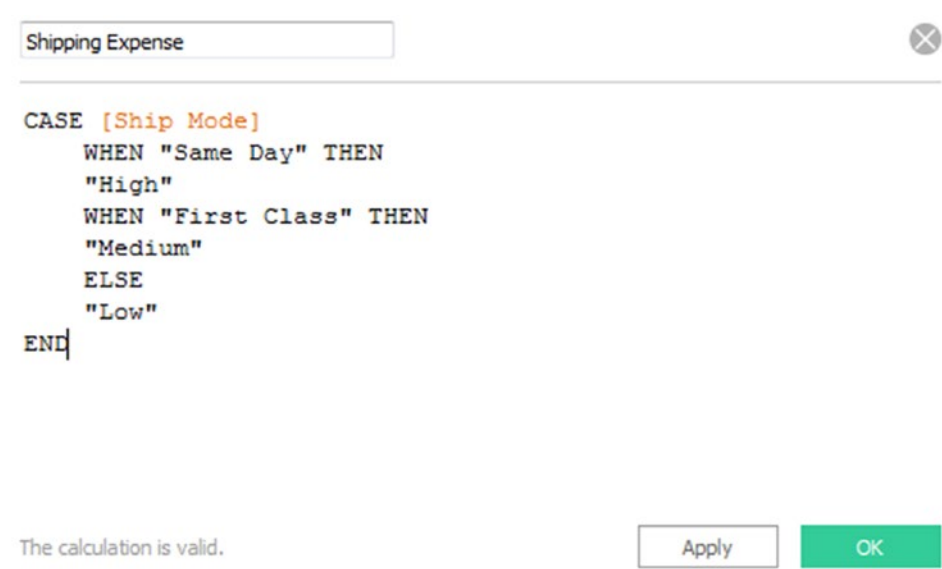 Shipping Expense
CASE [Ship Mode]
    WHEN "Same Day" THEN
    "High"
    WHEN "First Class" THEN
    "Medium"
    ELSE
    "Low"
END
The calculation is valid.
Apply
OK